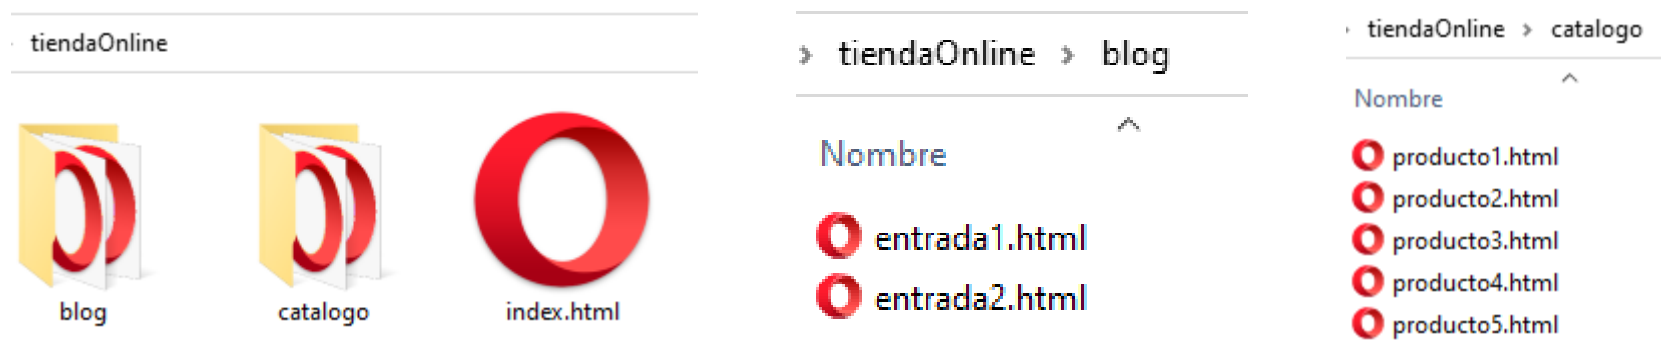 tiendaOnline
blog
catalogo
index.html
› tiendaOnline › blog
Nombre
entrada1.html
entrada2.html
› tiendaOnline › catalogo
Nombre
producto1.html
producto2.html
producto3.html
producto4.html
producto5.html